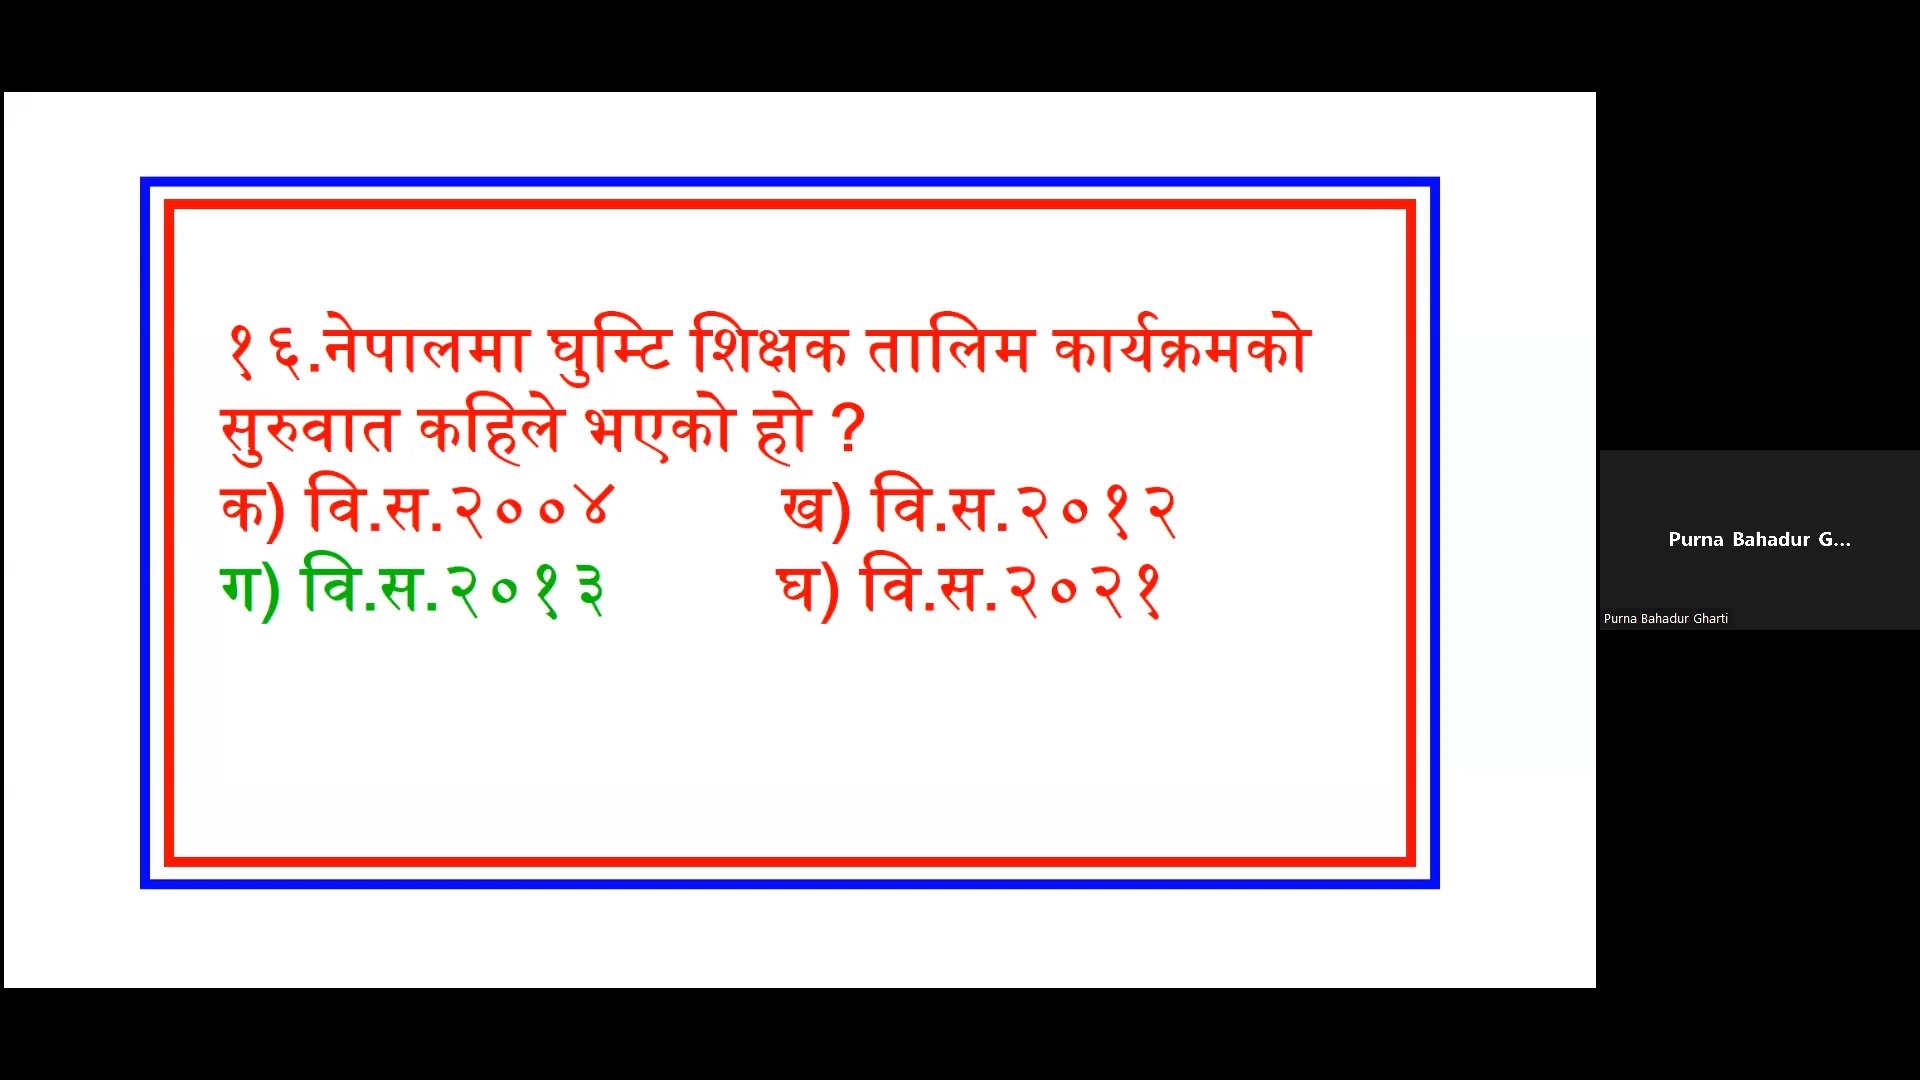 १६.नेपालमा घुम्टि शिक्षक तालिम कार्यक्रमको
सुरुवात कहिले भएको हो ?
क) वि.स.२००४ ख) वि.स.२०१२
ग) वि.स.२०१३ घ) वि.स.२०२१
Purna Bahadur G...
Purna Bahadur Gharti